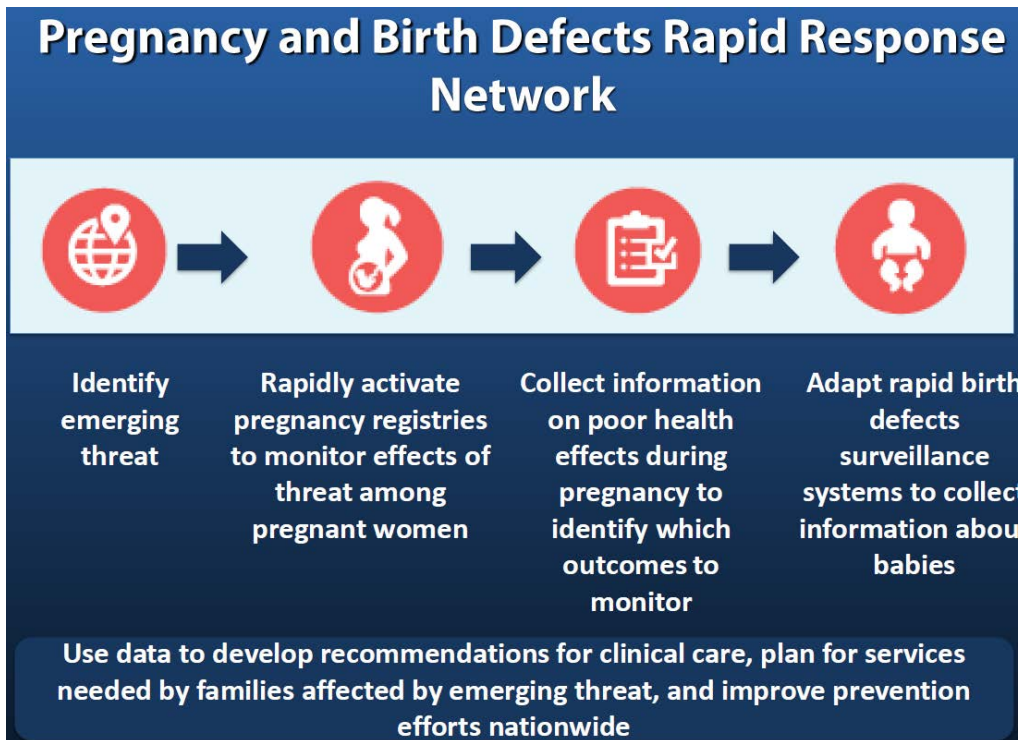 Pregnancy and Birth Defects Rapid Response
Network
Identify
emerging
threat
Rapidly activate
pregnancy registries
to monitor effects of
threat among
pregnant women
Collect information
on poor health
effects during
pregnancy to
identify which
outcomes to
monitor
Adapt rapid birth
defects
surveillance
systems to collect
information about
babies
Use data to develop recommendations for clinical care, plan for services
needed by families affected by emerging threat, and improve prevention
efforts nationwide